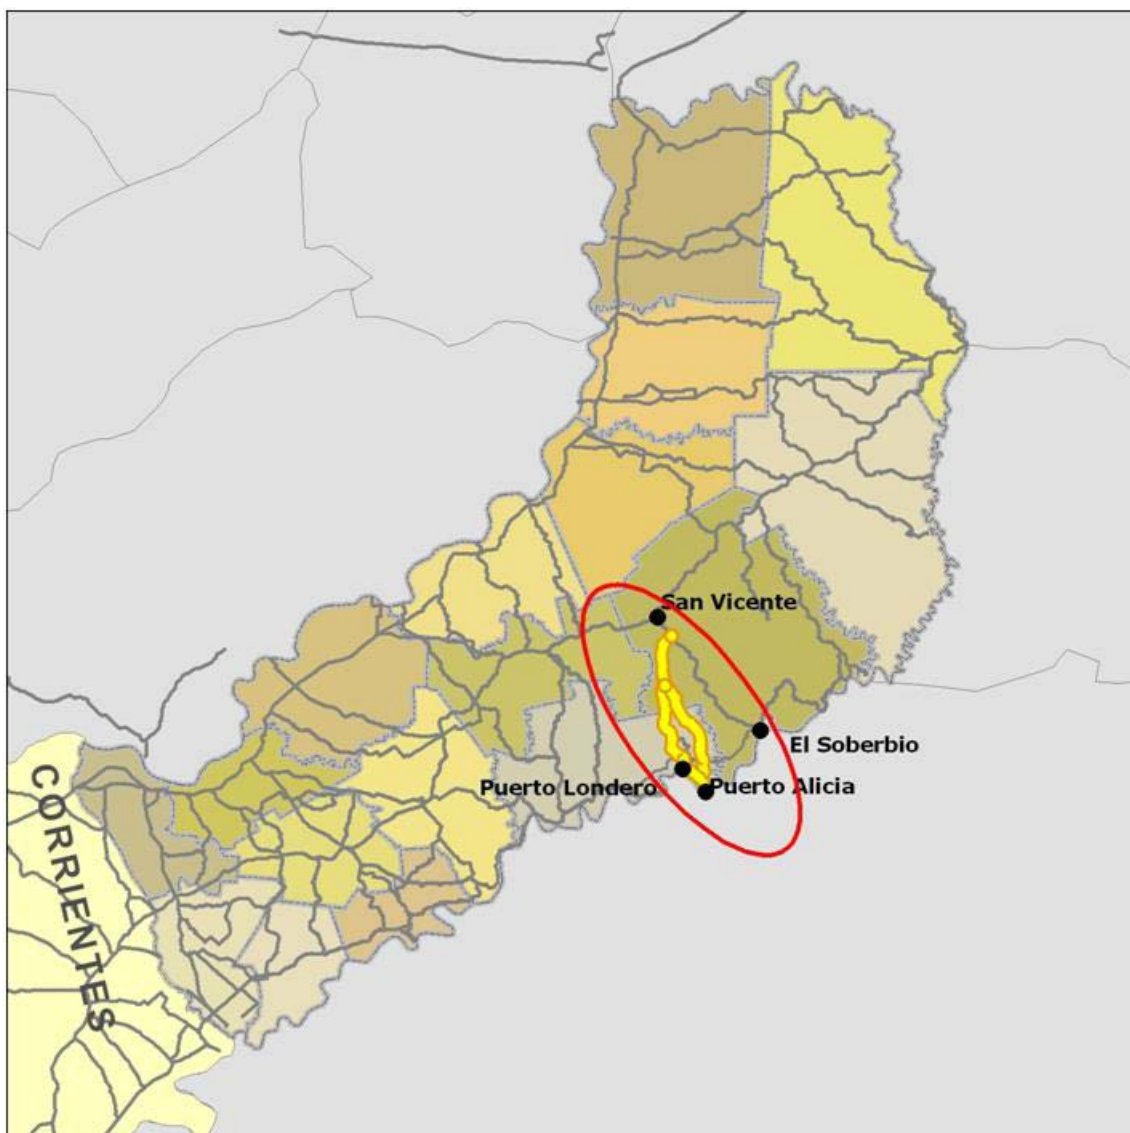 San Vicente
El Soberbio
Puerto Londero
Puerto Alicia
CORRIENTES